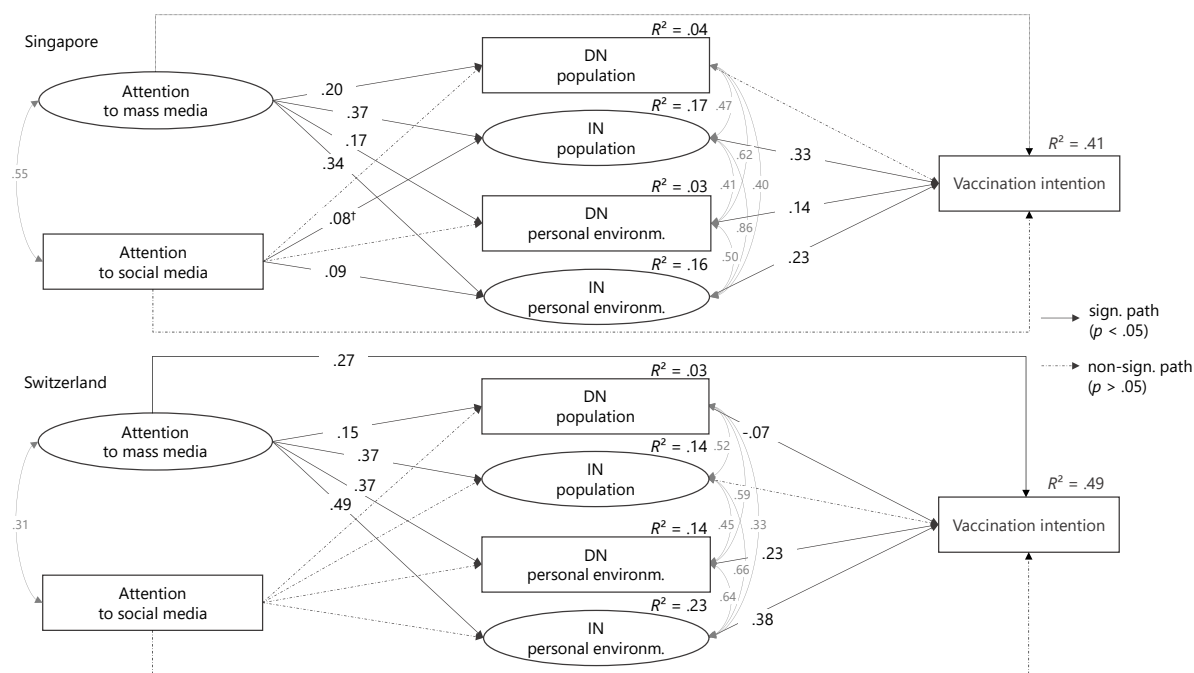 Singapore
Attention
to mass media
.55
Attention
to social media
.20
.37
.17
.34
.08†
.09
R² = .04
DN
population
R² = .17
IN
population
R² = .03
DN
personal environm.
R² = .16
IN
personal environm.
.47
.62
.41
.40
.86
.50
.33
.14
.23
R² = .41
Vaccination intention
sign. path
(p < .05)
non-sign. path
(p > .05)
Switzerland
.27
Attention
to mass media
.31
Attention
to social media
.15
.37
.37
.49
R² = .03
DN
population
R² = .14
IN
population
R² = .14
DN
personal environm.
R² = .23
IN
personal environm.
.52
.59
.45
.33
.66
.64
-.07
.23
.38
R² = .49
Vaccination intention